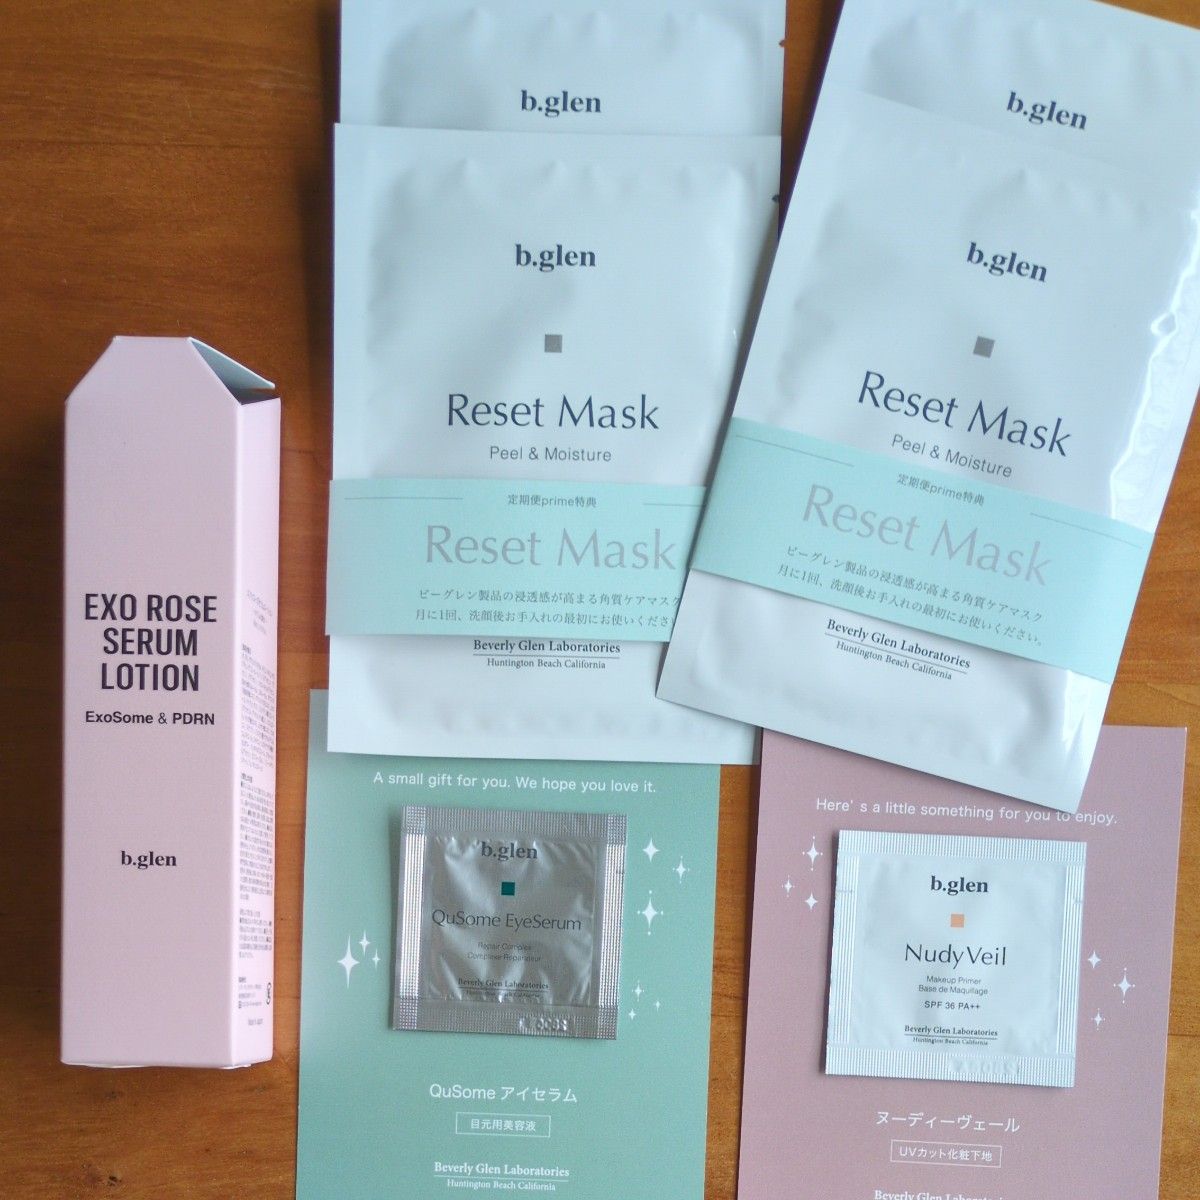 EXO ROSE
SERUM
LOTION
ExoSome & PDRN
b.glen
b.glen
b.glen
Reset Mask
Peel & Moisture
定期便prime特典
Reset Mask
ビーグレン製品の浸透感が高まる角質ケアマスク
月に1回、洗顔後お手入れの最初にお使いくださ
Beverly Glen Laboratories
Huntington Beach California
b.glen
b.glen
Reset Mask
Peel & Moisture
定期便prime特典
Reset Mask
ビーグレン製品の浸透感が高まる角質ケアマスク
月に1回、洗顔後お手入れの最初にお使いください。
Beverly Glen Laboratories
Huntington Beach California
A small gift for you. We hope you love it.
b.glen
QuSome EyeSerum
Repair Complex
Complexe Réparateur
Beverly Glen Laboratories
Huntington Beach California
QuSome アイセラム
目元用美容液
Beverly Glen Laboratories
Huntington Beach California
Here's a little something for you to enjoy.
b.glen
NudyVeil
Makeup Primer
Base de Maquillage
SPF 36 PA++
Beverly Glen Laboratories
Huntington Beach California
ヌーディーヴェール
UVカット化粧下地
Beverly Glen Laboratories